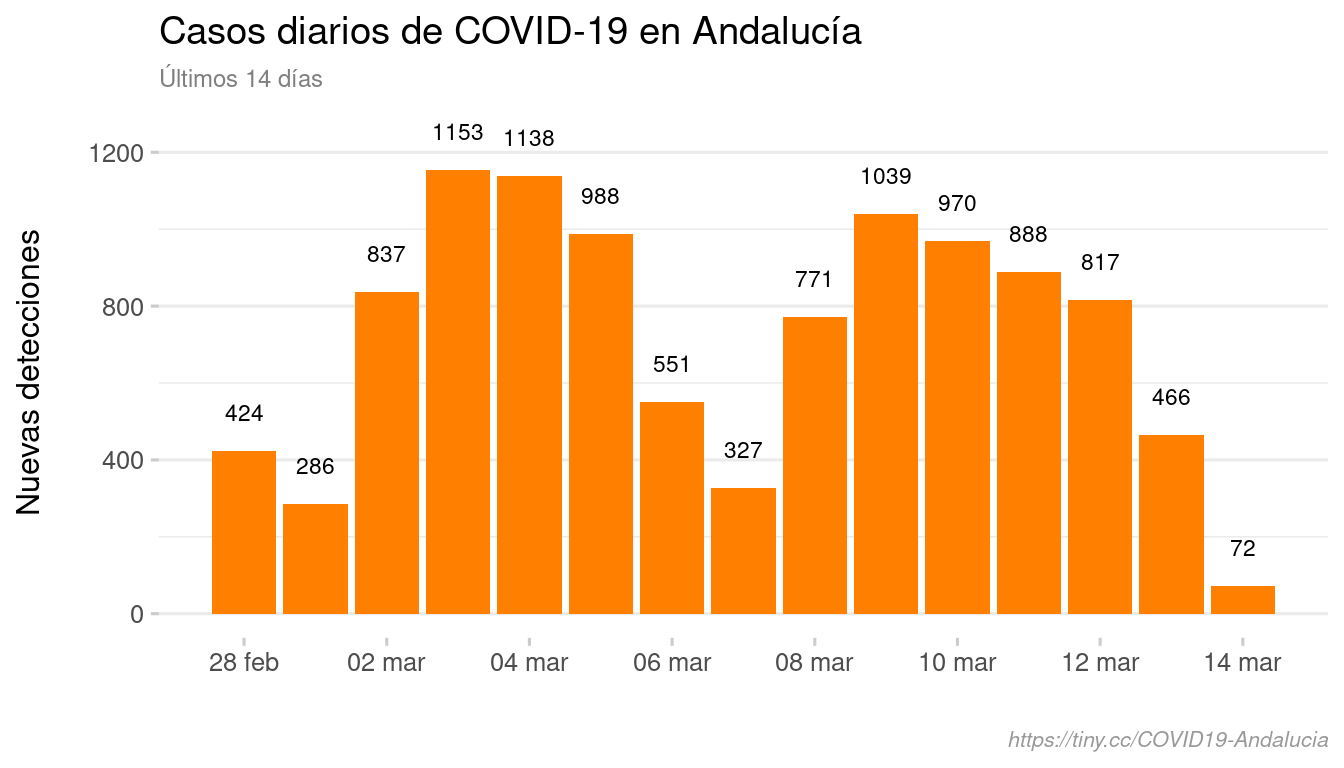 Casos diarios de COVID-19 en Andalucía
Últimos 14 días
Nuevas detecciones
1200
800
400
0
424
286
837
1153
1138
988
551
327
771
1039
970
888
817
466
72
28 feb
02 mar
04 mar
06 mar
08 mar
10 mar
12 mar
14 mar
https://tiny.cc/COVID19-Andalucia